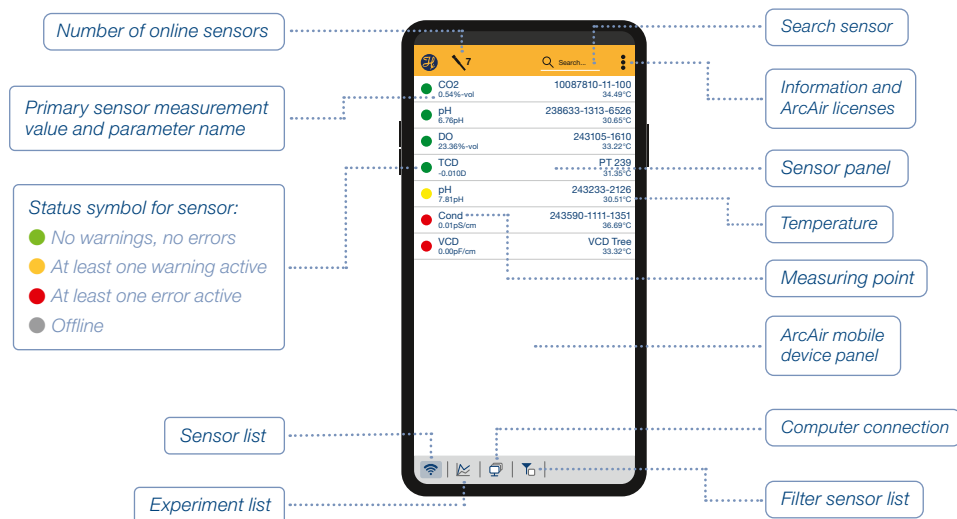 Number of online sensors
Primary sensor measurement
value and parameter name
Status symbol for sensor:
No warnings, no errors
At least one warning active
At least one error active
Offline
Sensor list
Experiment list
H
7
Search...
CO2
10087810-11-100
0.54%-vol
34.49°C
pH
238633-1313-6526
6.76pH
30.65°C
DO
243105-1610
23.36%-vol
33.22°C
TCD
PT 239
-0.010D
31.35°C
pH
243233-2126
7.81pH
30.51°C
Cond
243590-1111-1351
0.01pS/cm
36.69°C
VCD
VCD Tree
0.00pF/cm
33.32°C
Search sensor
Information and
ArcAir licenses
Sensor panel
Temperature
Measuring point
ArcAir mobile
device panel
Computer connection
Filter sensor list